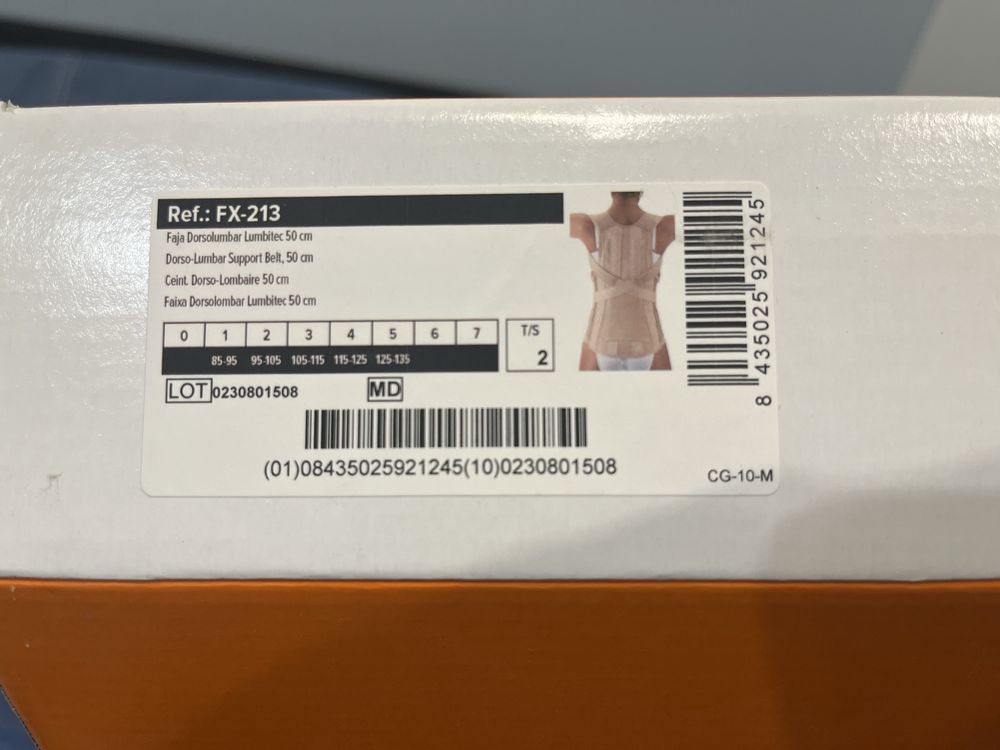 Ref.: FX-213
Faja Dorsolumbar Lumbitec 50 cm
Dorso-Lumbar Support Belt, 50 cm
Ceint. Dorso-Lombaire 50 cm
Faixa Dorsolombar Lumbitec 50 cm
0 1 2 3 4 5 6 7
85-95 95-105 105-115 115-125 125-135
T/S
2
LOT 0230801508 MD
(01)08435025921245(10)0230801508
8 435025 921245
CG-10-M